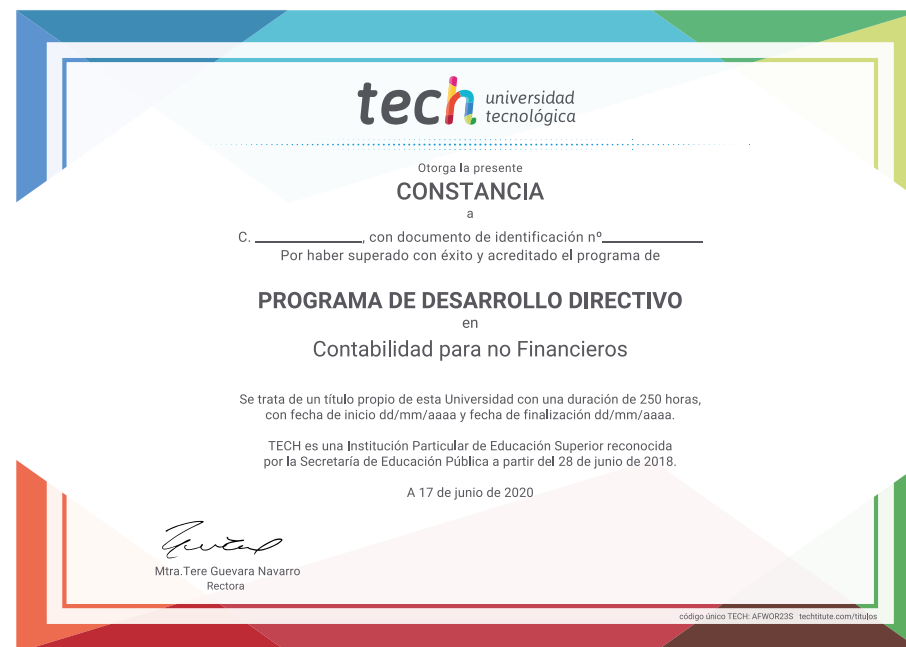 tech universidad
tecnológica
Otorga la presente
CONSTANCIA
a
C. ____________, con documento de identificación nº____________
Por haber superado con éxito y acreditado el programa de
PROGRAMA DE DESARROLLO DIRECTIVO
en
Contabilidad para no Financieros
Se trata de un título propio de esta Universidad con una duración de 250 horas,
con fecha de inicio dd/mm/aaaa y fecha de finalización dd/mm/aaaa.
TECH es una Institución Particular de Educación Superior reconocida
por la Secretaría de Educación Pública a partir del 28 de junio de 2018.
A 17 de junio de 2020
Mtra.Tere Guevara Navarro
Rectora
código único TECH: AFWOR23S techtitute.com/titulos